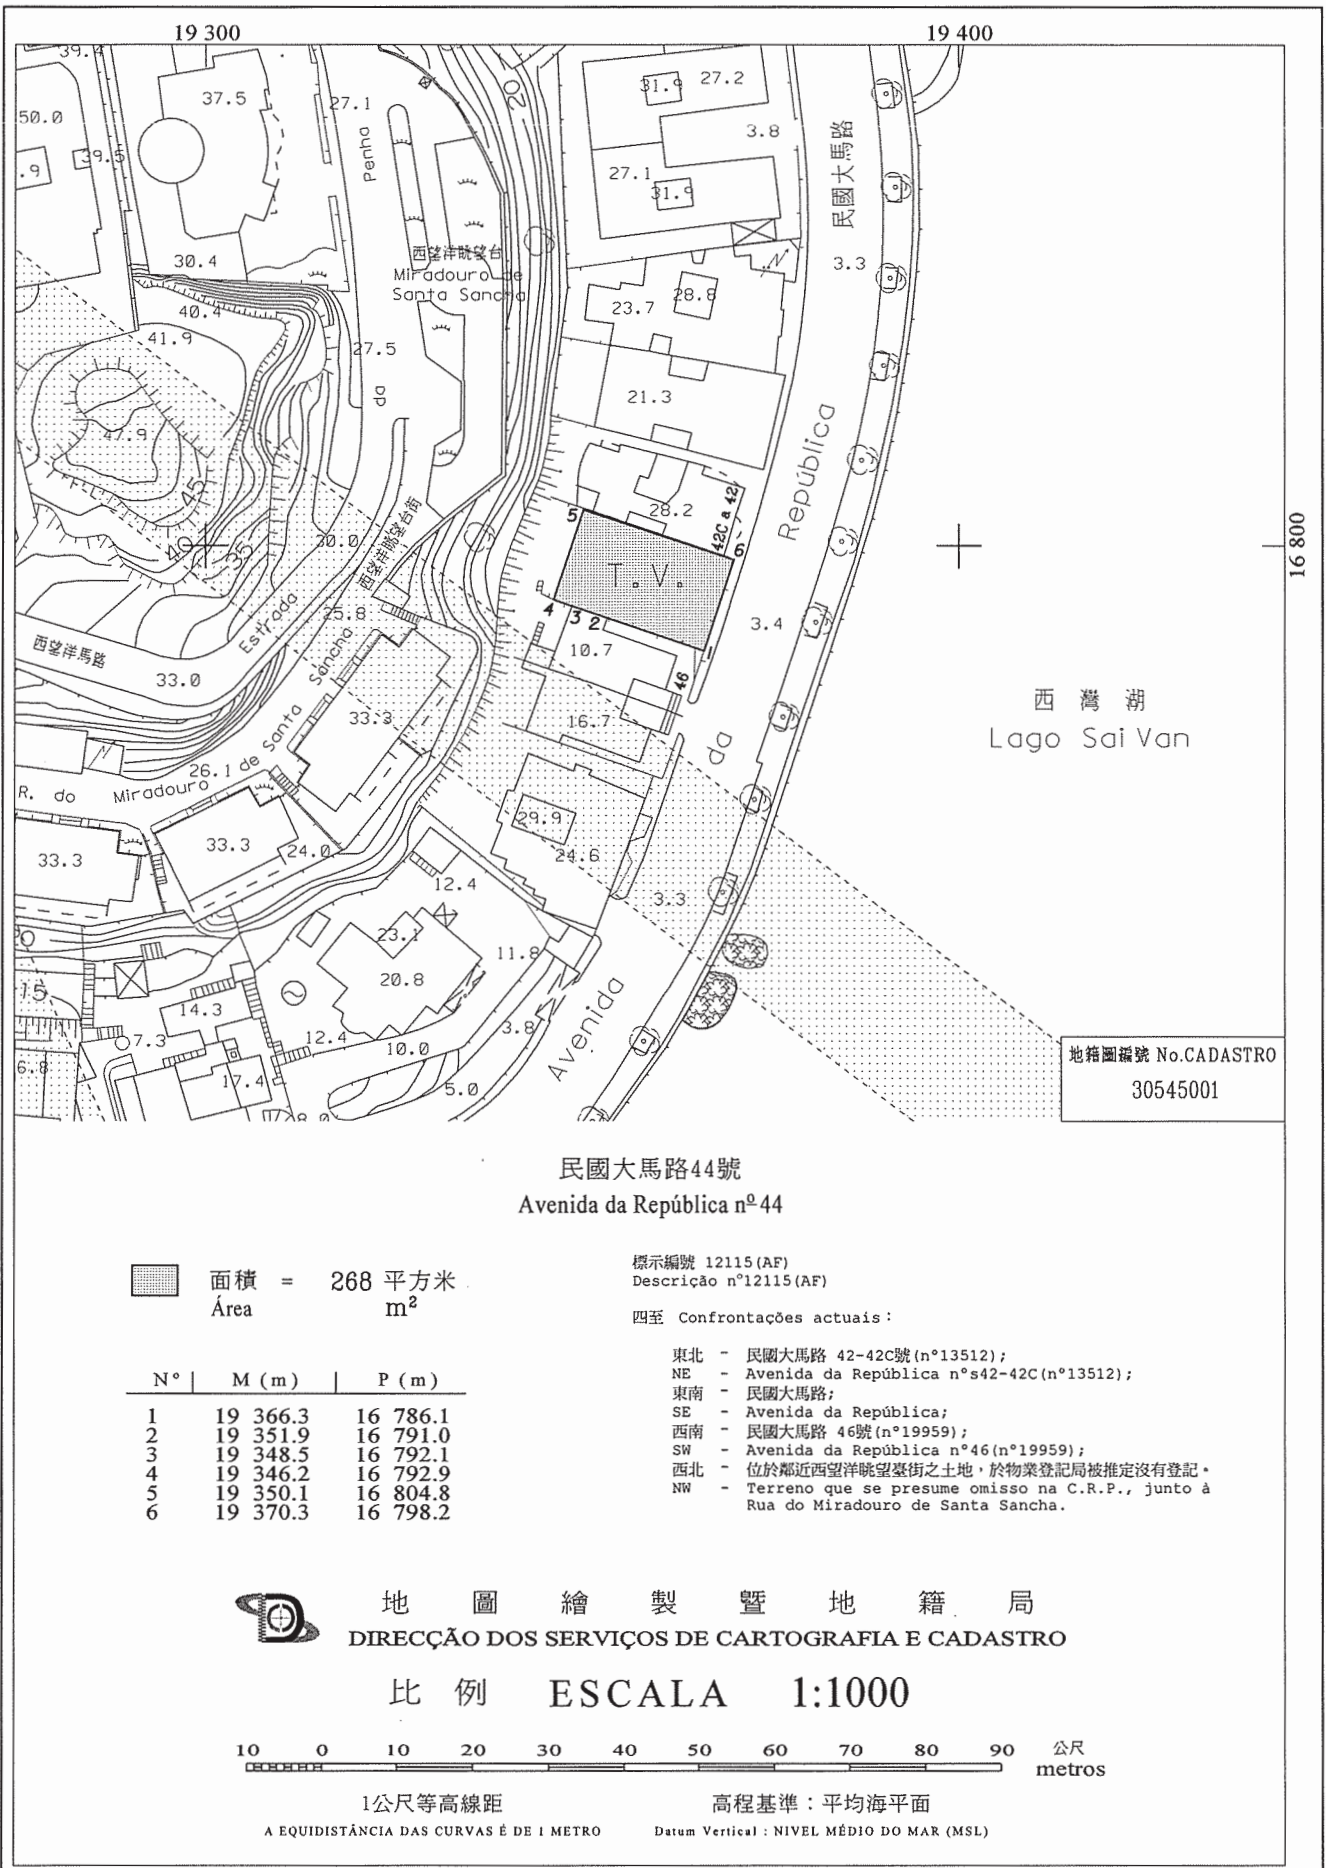 19 300
19 400
39.4
37.5
27.1
Penha
20
31.9
27.2
3.8
27.1
31.9
民國大馬路
50.0
39.5
.9
30.4
西望洋眺望台
Miradouro de
Santa Sancha
3.3
40.4
41.9
27.5
da
23.7
28.8
21.3
47.9
45
40
35
30.0
República
28.2
42C a 42
5
6
T.V.
16 800
西望洋眺望台街
25.8
Estrada
西望洋馬路
33.0
4
3
2
1
10.7
46
3.4
33.3
16.7
da
西灣湖
Lago Sai Van
26.1
R. do Miradouro de Santa Sancha
33.3
33.3
24.0
29.9
24.6
12.4
3.3
23.1
20.8
11.8
15
14.3
7.3
12.4
10.0
3.8
Avenida
6.8
17.4
5.0
地籍圖編號 No.CADASTRO
30545001
民國大馬路44號
Avenida da República nº 44
面積 = 268 平方米
Área m²
標示編號 12115(AF)
Descrição n°12115(AF)
四至 Confrontações actuais:
東北 - 民國大馬路 42-42C號(n°13512);
NE - Avenida da República n°s42-42C(n°13512);
東南 - 民國大馬路;
SE - Avenida da República;
西南 - 民國大馬路 46號(n°19959);
SW - Avenida da República n°46(n°19959);
西北 - 位於鄰近西望洋眺望臺街之土地,於物業登記局被推定沒有登記。
NW - Terreno que se presume omisso na C.R.P., junto à
Rua do Miradouro de Santa Sancha.
N° M (m) P (m)
1 19 366.3 16 786.1
2 19 351.9 16 791.0
3 19 348.5 16 792.1
4 19 346.2 16 792.9
5 19 350.1 16 804.8
6 19 370.3 16 798.2
地圖繪製暨地籍局
DIRECÇÃO DOS SERVIÇOS DE CARTOGRAFIA E CADASTRO
比例 ESCALA 1:1000
10 0 10 20 30 40 50 60 70 80 90 公尺
metros
1公尺等高線距
高程基準:平均海平面
A EQUIDISTÂNCIA DAS CURVAS É DE 1 METRO
Datum Vertical : NIVEL MÉDIO DO MAR (MSL)